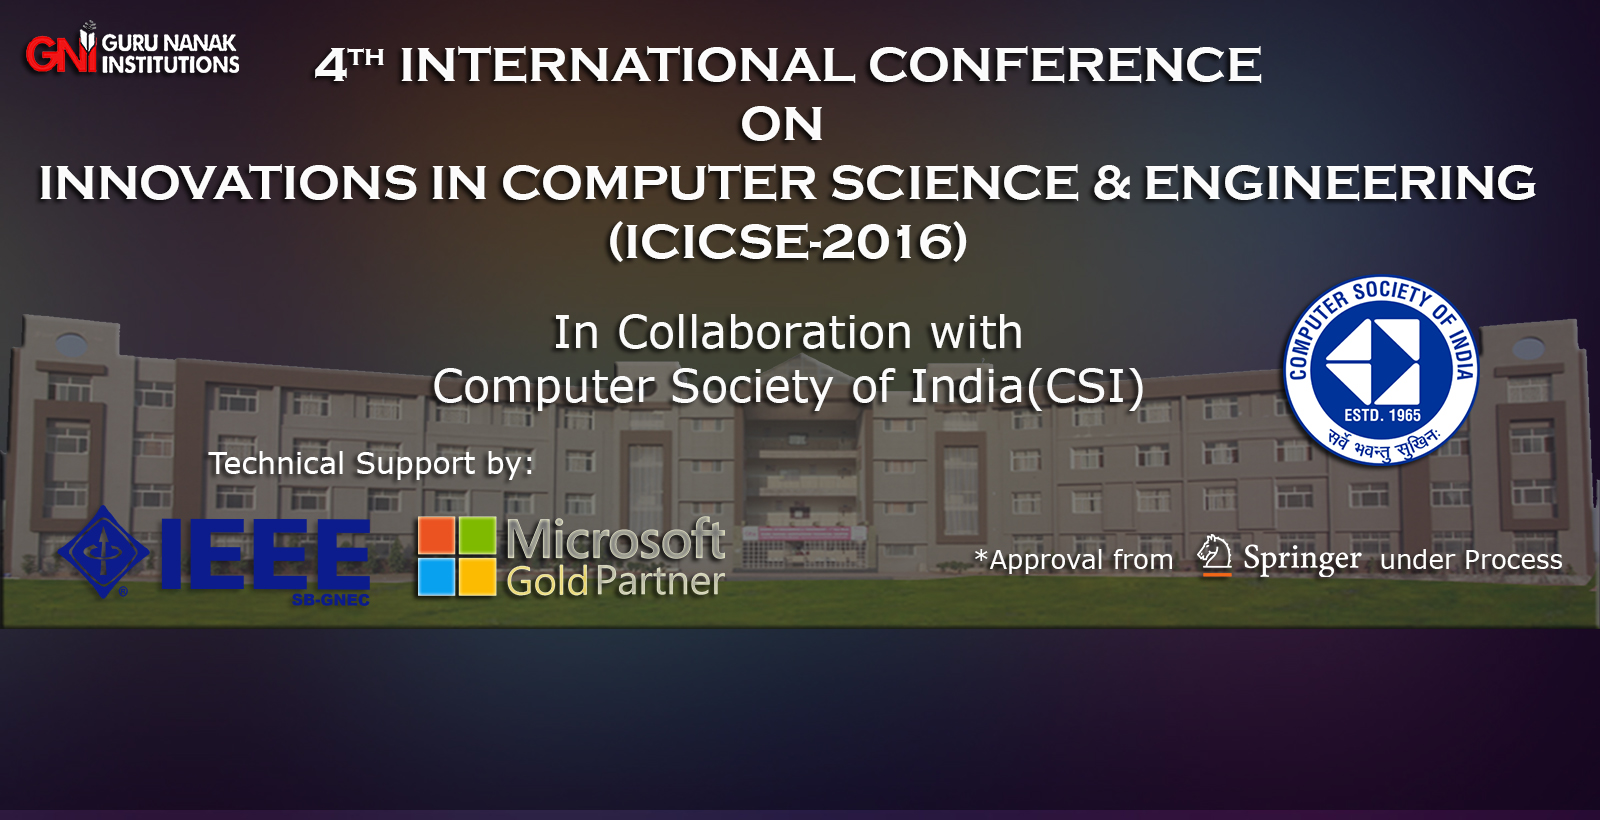 GNI GURU NANAK
INSTITUTIONS
4TH INTERNATIONAL CONFERENCE
ON
INNOVATIONS IN COMPUTER SCIENCE & ENGINEERING
(ICICSE-2016)
In Collaboration with
Computer Society of India(CSI)
COMPUTER SOCIETY OF INDIA
ESTD. 1965
सर्वे भवन्तु सुखिनः
Technical Support by:
IEEE
SB-GNEC
Microsoft
Gold Partner
*Approval from Springer under Process